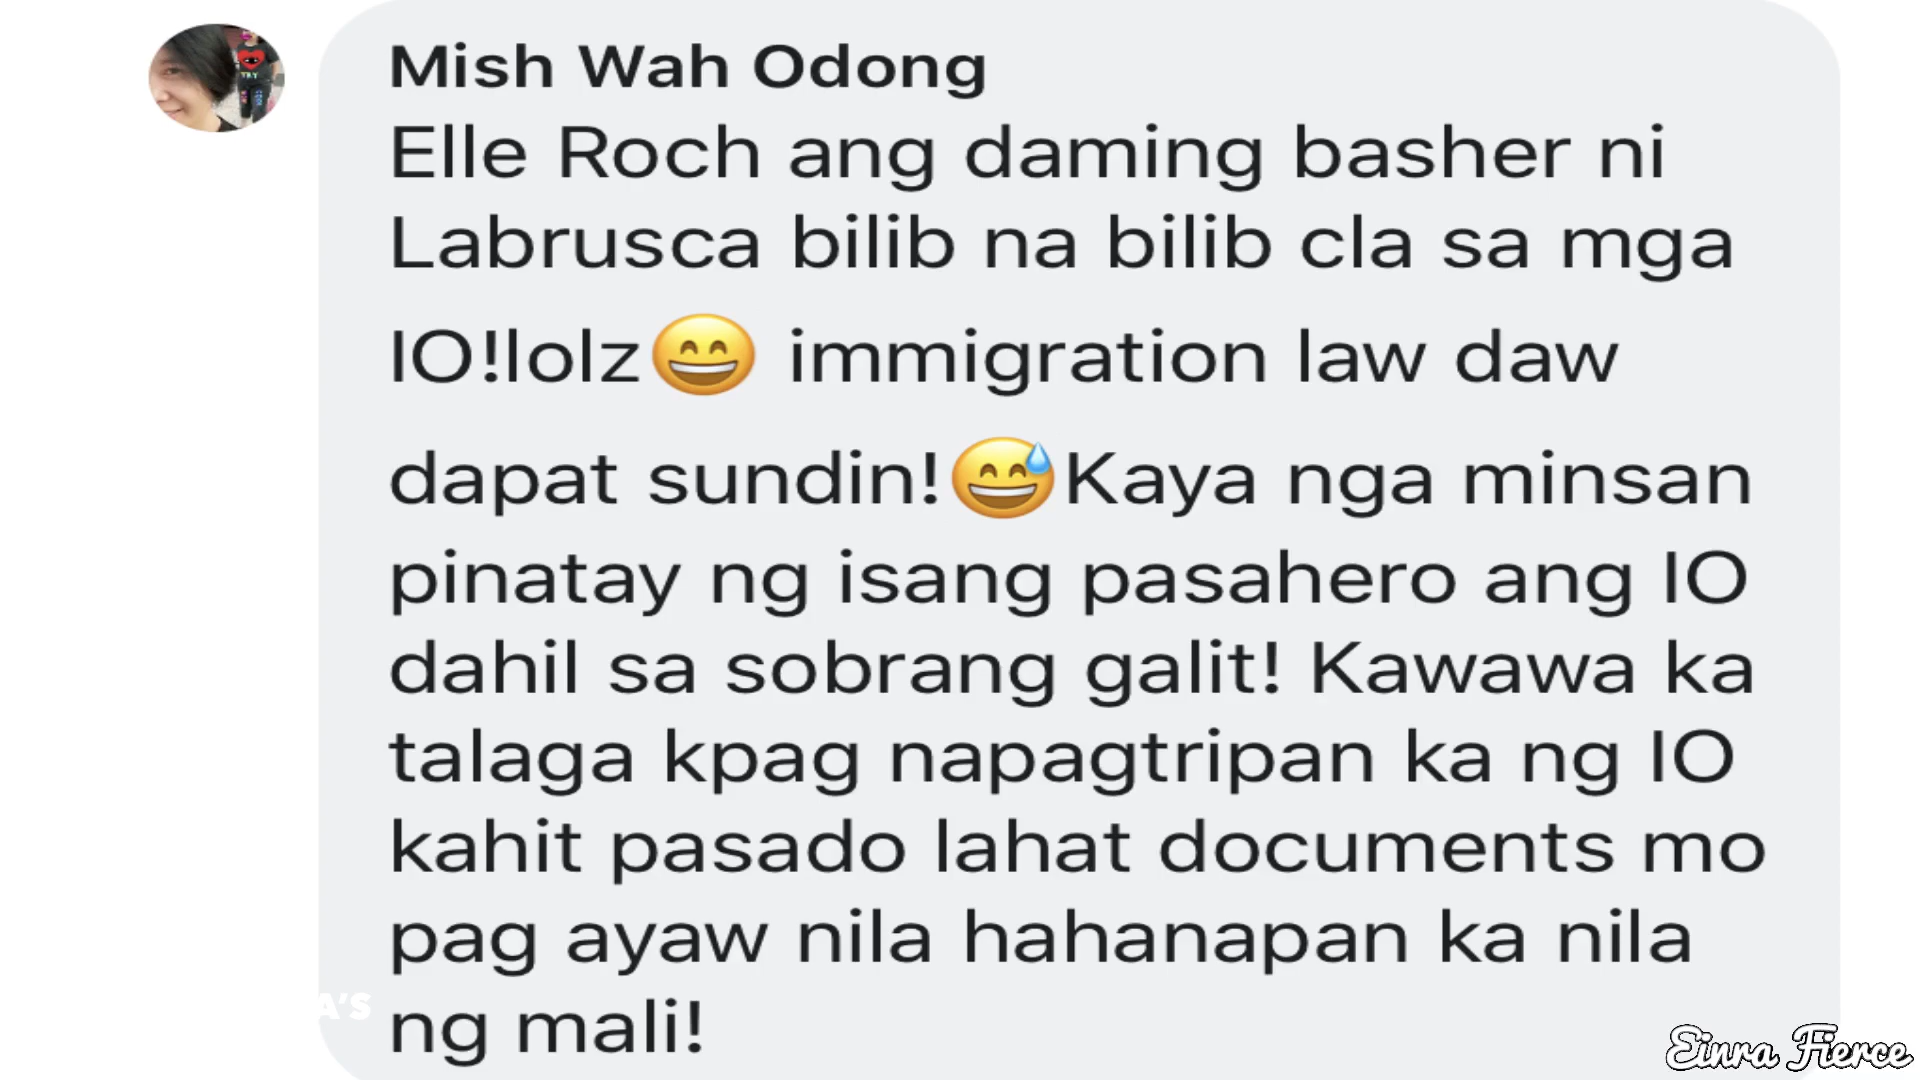 Mish Wah Odong
Elle Roch ang daming basher ni
Labrusca bilib na bilib cla sa mga
IO!lolz😄 immigration law daw
dapat sundin!😅Kaya nga minsan
pinatay ng isang pasahero ang IO
dahil sa sobrang galit! Kawawa ka
talaga kpag napagtripan ka ng IO
kahit pasado lahat documents mo
pag ayaw nila hahanapan ka nila
ng mali!
A'S
Einra Fierce